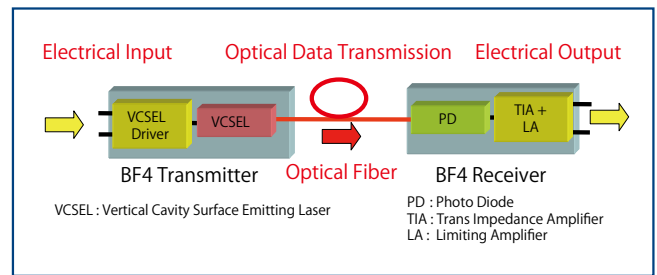 Electrical Input
Optical Data Transmission
Electrical Output
VCSEL
Driver
VCSEL
PD
TIA +
LA
BF4 Transmitter
Optical Fiber
BF4 Receiver
VCSEL : Vertical Cavity Surface Emitting Laser
PD : Photo Diode
TIA : Trans Impedance Amplifier
LA : Limiting Amplifier